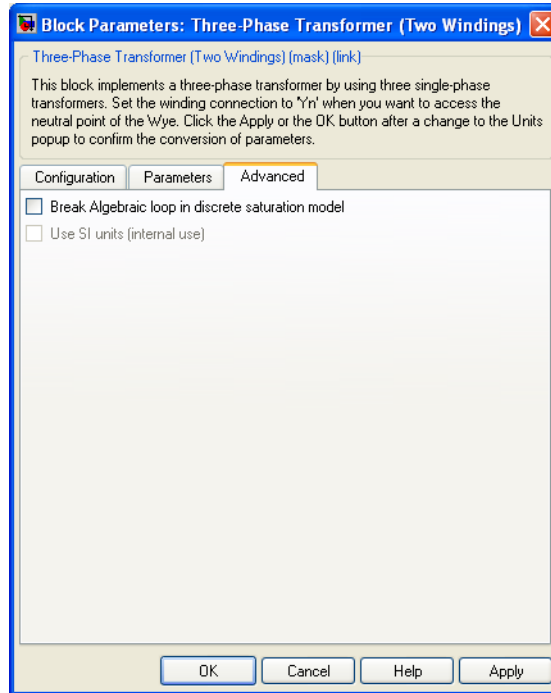 Block Parameters: Three-Phase Transformer (Two Windings)
Three-Phase Transformer (Two Windings) (mask) (link)
This block implements a three-phase transformer by using three single-phase
transformers. Set the winding connection to 'Yn' when you want to access the
neutral point of the Wye. Click the Apply or the OK button after a change to the Units
popup to confirm the conversion of parameters.
Configuration Parameters Advanced
Break Algebraic loop in discrete saturation model
Use SI units (internal use)
OK Cancel Help Apply